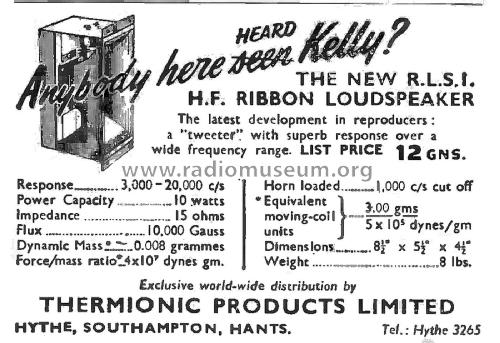 Anybody here seen HEARD Kelly?
THE NEW R.L.S.1.
H.F. RIBBON LOUDSPEAKER
The latest development in reproducers:
a "tweeter" with superb response over a
wide frequency range. LIST PRICE 12 GNS.
www.radiomuseum.org
Response 3,000-20,000 c/s
Power Capacity 10 watts
Impedance 15 ohms
Flux 10,000 Gauss
Dynamic Mass* 0.008 grammes
Force/mass ratio* 4x10⁷ dynes gm.
Horn loaded 1,000 c/s cut off
*Equivalent
moving-coil
units
3.00 gms
5 x 10⁵ dynes/gm
Dimensions 8½" x 5½" x 4½"
Weight 8 lbs.
Exclusive world-wide distribution by
THERMIONIC PRODUCTS LIMITED
HYTHE, SOUTHAMPTON, HANTS. Tel.: Hythe 3265